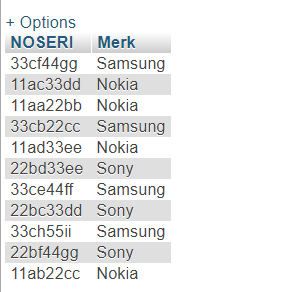 + Options
NOSERI Merk
33cf44gg Samsung
11ac33dd Nokia
11aa22bb Nokia
33cb22cc Samsung
11ad33ee Nokia
22bd33ee Sony
33ce44ff Samsung
22bc33dd Sony
33ch55ii Samsung
22bf44gg Sony
11ab22cc Nokia